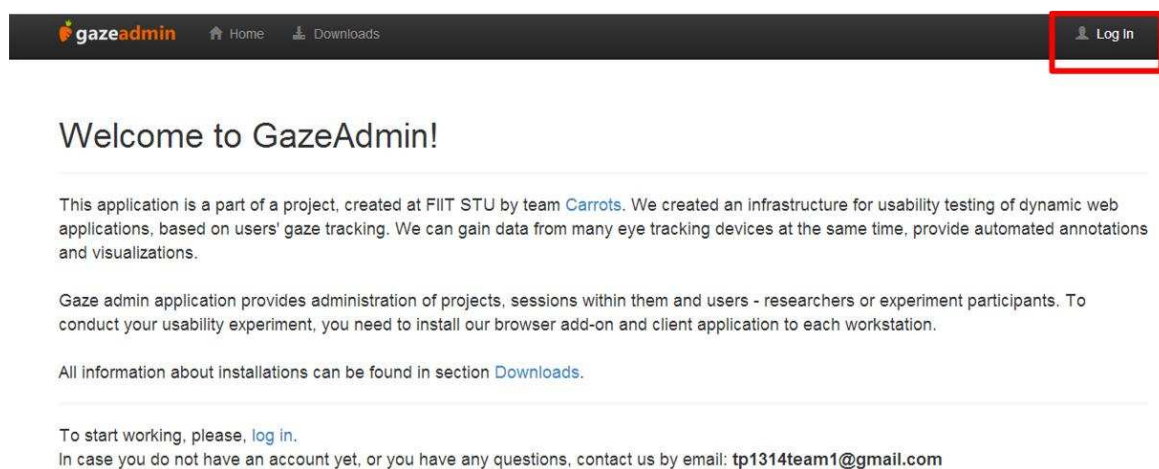 gazeadmin Home Downloads Log In
Welcome to GazeAdmin!
This application is a part of a project, created at FIIT STU by team Carrots. We created an infrastructure for usability testing of dynamic web
applications, based on users' gaze tracking. We can gain data from many eye tracking devices at the same time, provide automated annotations
and visualizations.
Gaze admin application provides administration of projects, sessions within them and users - researchers or experiment participants. To
conduct your usability experiment, you need to install our browser add-on and client application to each workstation.
All information about installations can be found in section Downloads.
To start working, please, log in.
In case you do not have an account yet, or you have any questions, contact us by email: tp1314team1@gmail.com